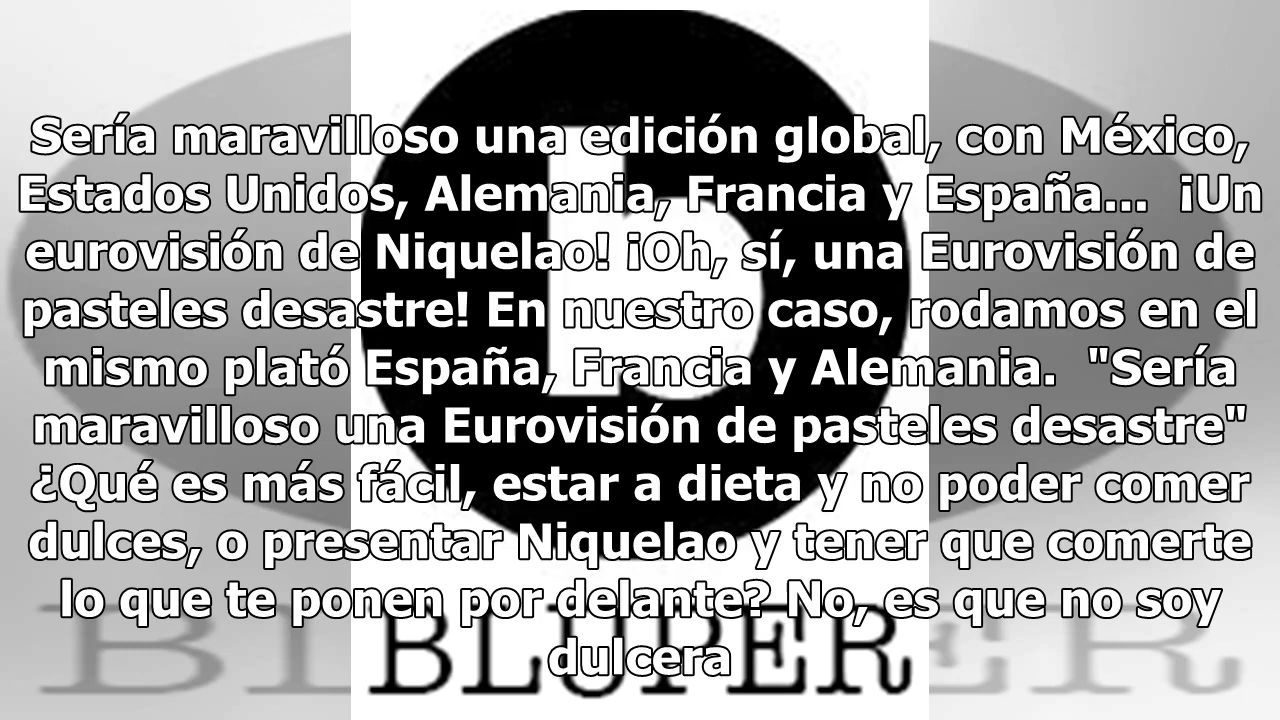 Sería maravilloso una edición global, con México,
Estados Unidos, Alemania, Francia y España...  ¡Un
eurovisión de Niquelao! ¡Oh, sí, una Eurovisión de
pasteles desastre! En nuestro caso, rodamos en el
mismo plató España, Francia y Alemania.  "Sería
maravilloso una Eurovisión de pasteles desastre"
¿Qué es más fácil, estar a dieta y no poder comer
dulces, o presentar Niquelao y tener que comerte
lo que te ponen por delante? No, es que no soy
dulcera
b
BLUPER